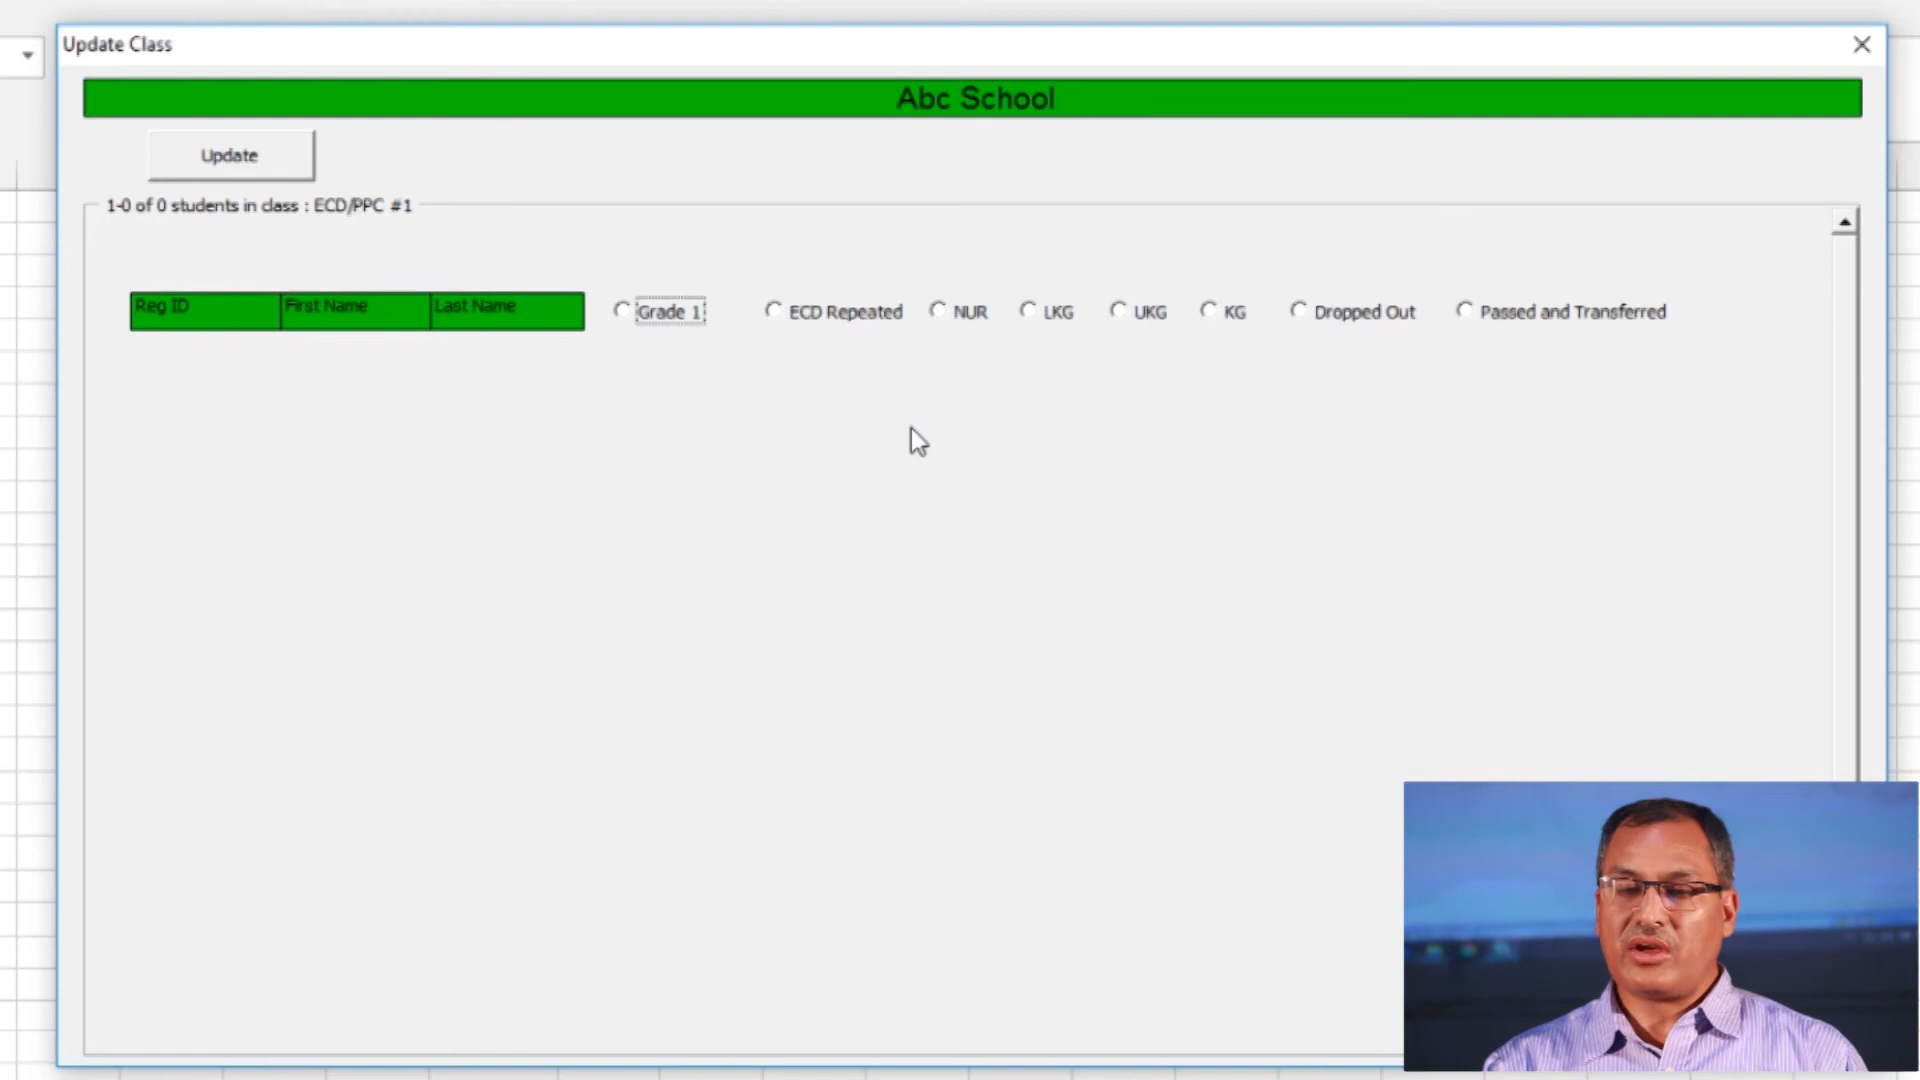 Update Class
Abc School
Update
1-0 of 0 students in class : ECD/PPC #1
Reg ID First Name Last Name Grade 1 ECD Repeated NUR LKG UKG KG Dropped Out Passed and Transferred